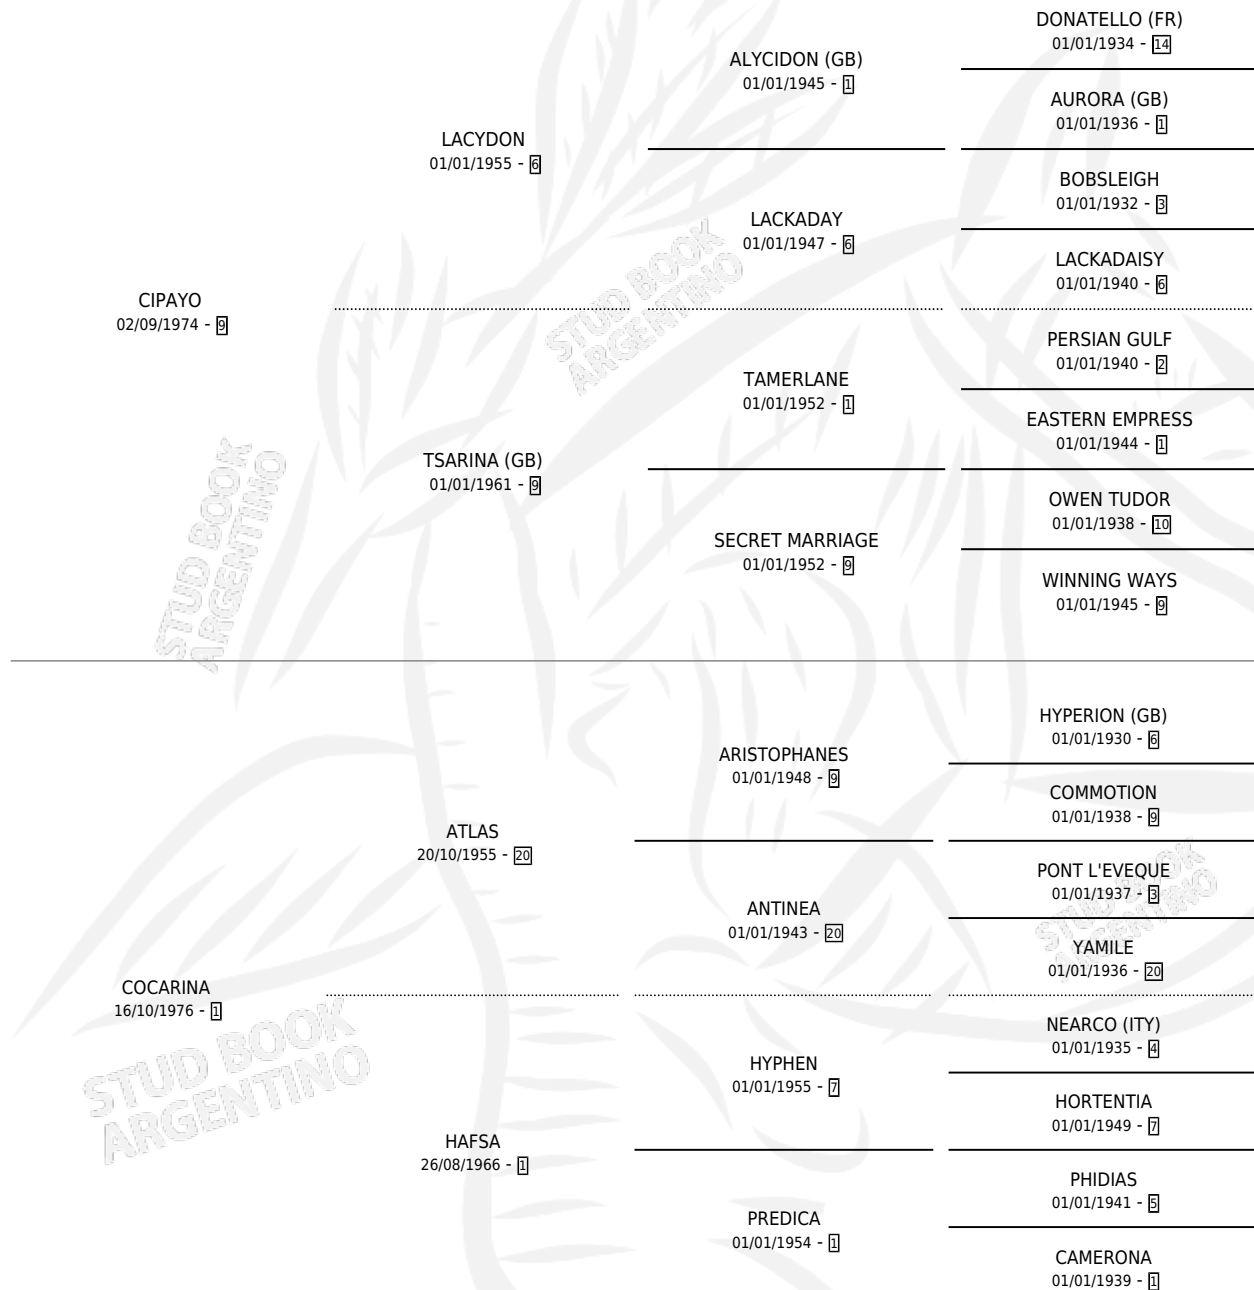 DONATELLO (FR)
01/01/1934 - 14
ALYCIDON (GB)
01/01/1945 - 1
AURORA (GB)
01/01/1936 - 1
LACYDON
01/01/1955 - 6
BOBSLEIGH
01/01/1932 - 3
LACKADAY
01/01/1947 - 6
LACKADAISY
01/01/1940 - 6
CIPAYO
02/09/1974 - 9
PERSIAN GULF
01/01/1940 - 2
TAMERLANE
01/01/1952 - 1
EASTERN EMPRESS
01/01/1944 - 1
TSARINA (GB)
01/01/1961 - 9
OWEN TUDOR
01/01/1938 - 10
SECRET MARRIAGE
01/01/1952 - 9
WINNING WAYS
01/01/1945 - 9
HYPERION (GB)
01/01/1930 - 6
ARISTOPHANES
01/01/1948 - 9
COMMOTION
01/01/1938 - 9
ATLAS
20/10/1955 - 20
PONT L'EVEQUE
01/01/1937 - 3
ANTINEA
01/01/1943 - 20
YAMILE
01/01/1936 - 20
COCARINA
16/10/1976 - 1
NEARCO (ITY)
01/01/1935 - 4
HYPHEN
01/01/1955 - 7
HORTENTIA
01/01/1949 - 7
HAFSA
26/08/1966 - 1
PHIDIAS
01/01/1941 - 5
PREDICA
01/01/1954 - 1
CAMERONA
01/01/1939 - 1
STUD BOOK
ARGENTINO
STUD BOOK
ARGENTINO
STUD BOOK
ARGENTINO
STUD BOOK
ARGENTINO